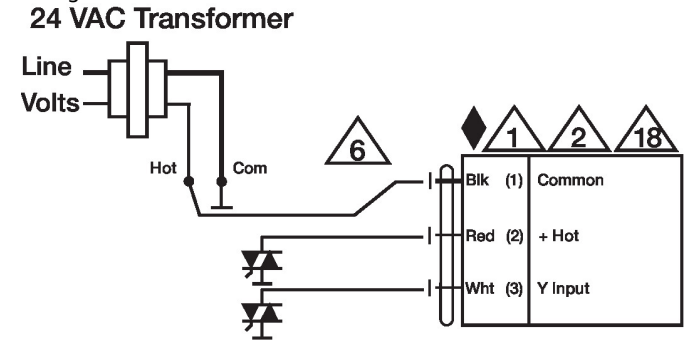 24 VAC Transformer
Line
Volts
Hot
Com
6
1
2
18
Blk (1) Common
Red (2) + Hot
Wht (3) Y Input